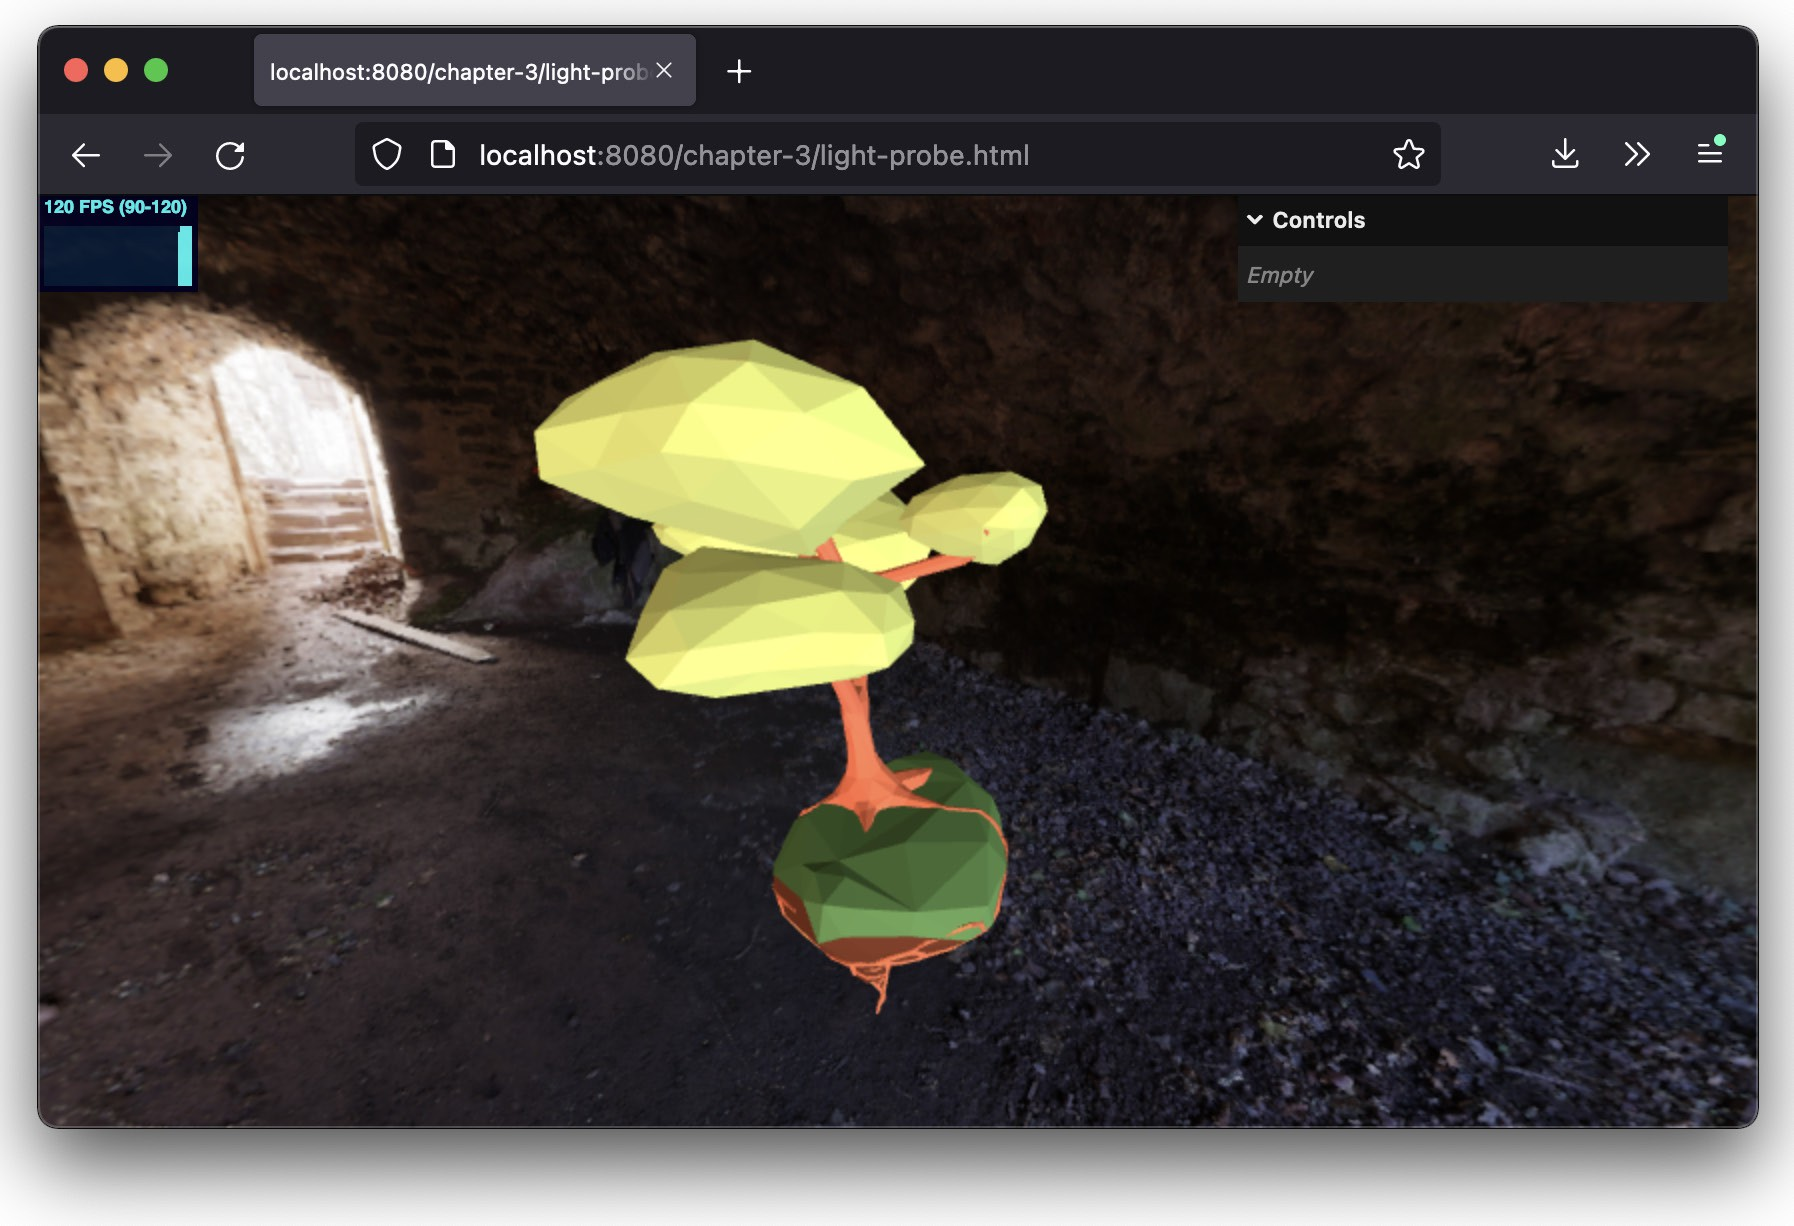 localhost:8080/chapter-3/light-prob
localhost:8080/chapter-3/light-probe.html
120 FPS (90-120)
Controls
Empty